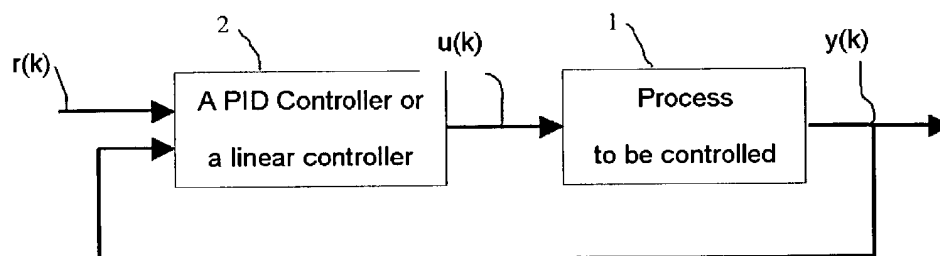 2
u(k)
1
y(k)
r(k)
A PID Controller or
a linear controller
Process
to be controlled